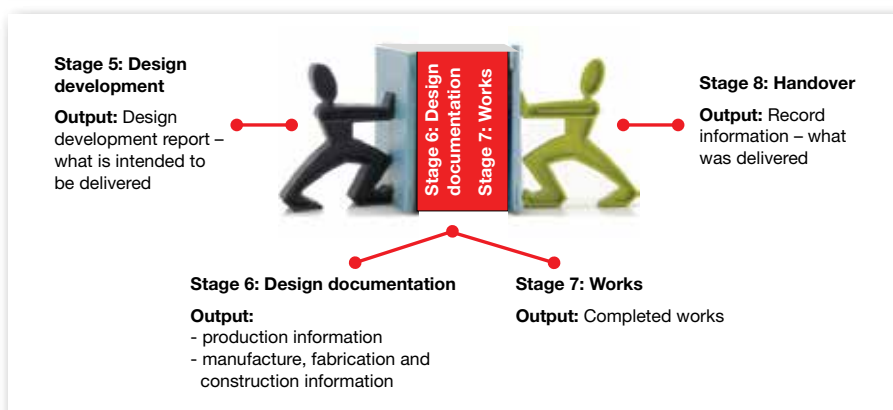 Stage 5: Design
development
Output: Design
development report –
what is intended to
be delivered
Stage 6: Design
documentation
Stage 7: Works
Stage 8: Handover
Output: Record
information – what
was delivered
Stage 6: Design documentation
Output:
- production information
- manufacture, fabrication and
construction information
Stage 7: Works
Output: Completed works